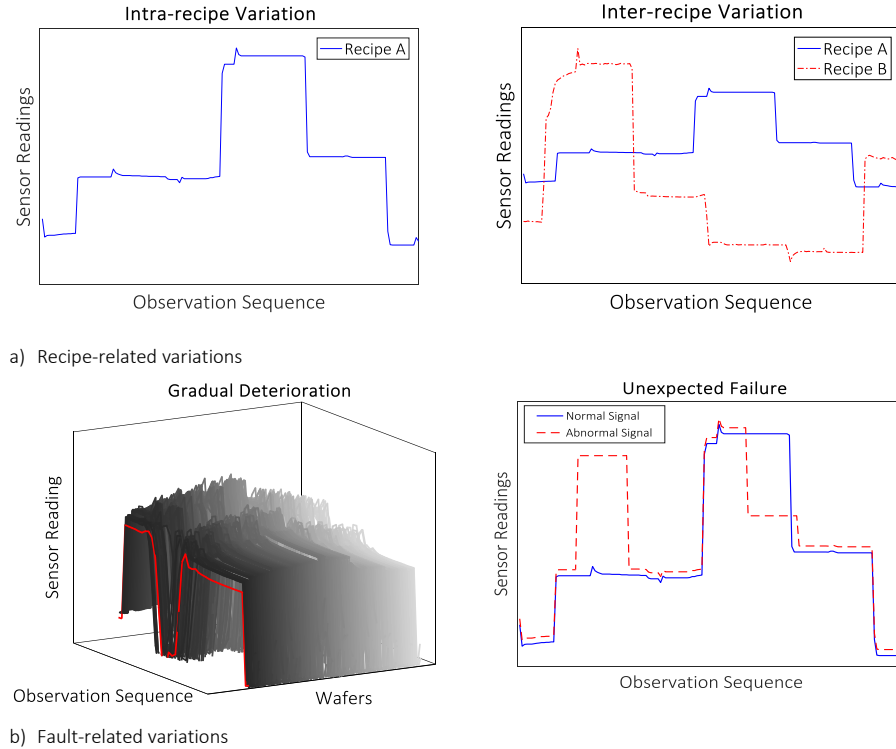 Intra-recipe Variation
Recipe A
Sensor Readings
Observation Sequence
Inter-recipe Variation
Recipe A
Recipe B
Sensor Readings
Observation Sequence
a) Recipe-related variations
Gradual Deterioration
Sensor Reading
Observation Sequence
Wafers
Unexpected Failure
Normal Signal
Abnormal Signal
Sensor Readings
Observation Sequence
b) Fault-related variations